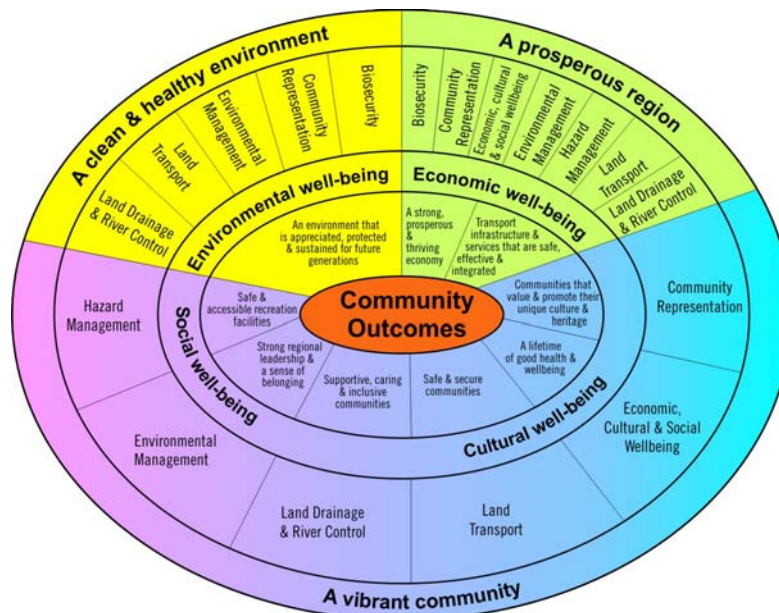 A clean & healthy environment
A prosperous region
Land Drainage
& River Control
Land
Transport
Environmental
Management
Community
Representation
Biosecurity
Biosecurity
Community
Representation
Economic, cultural
& social wellbeing
Environmental
Management
Hazard
Management
Land
Transport
Land Drainage
& River Control
Environmental well-being
Economic well-being
An environment that
is appreciated, protected
& sustained for future
generations
A strong,
prosperous
& thriving
economy
Transport
infrastructure &
services that are safe,
effective &
integrated
Hazard
Management
Safe &
accessible recreation
facilities
Community
Outcomes
Communities that
value & promote their
unique culture &
heritage
Community
Representation
Social well-being
Strong regional
leadership &
a sense of
belonging
Supportive, caring
& inclusive
communities
Safe & secure
communities
A lifetime
of good health &
wellbeing
Cultural well-being
Environmental
Management
Land Drainage
& River Control
Land
Transport
Economic,
Cultural & Social
Wellbeing
A vibrant community